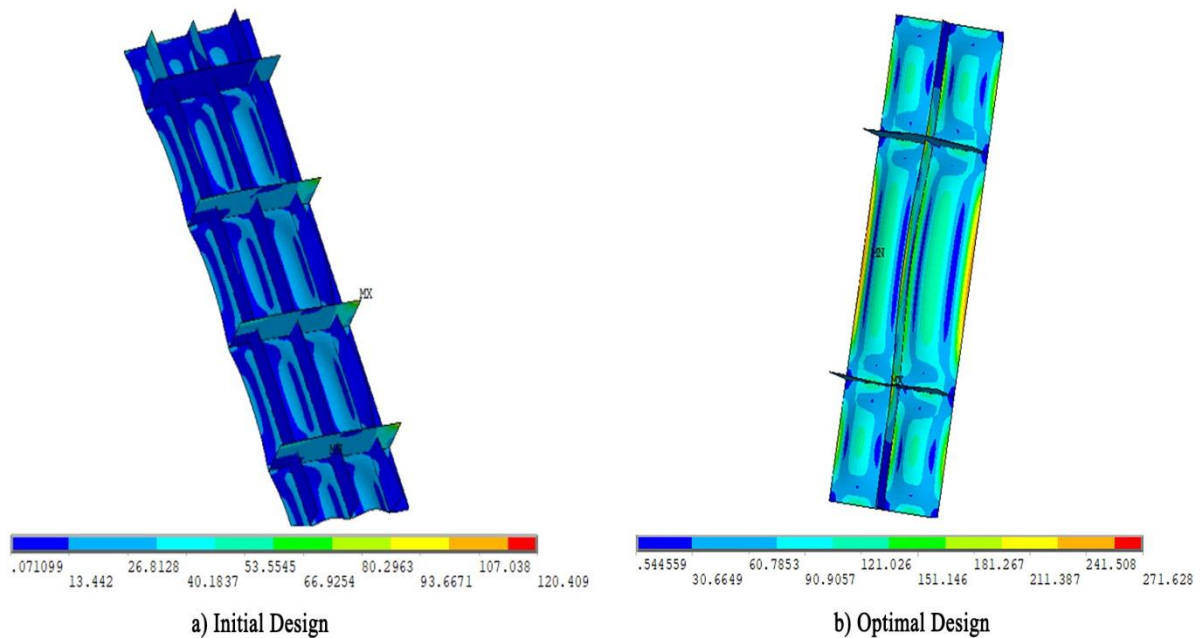 MX
MN
MX
.071099 26.8128 53.5545 80.2963 107.038
13.442 40.1837 66.9254 93.6671 120.409
.544559 60.7853 121.026 181.267 241.508
30.6649 90.9057 151.146 211.387 271.628
a) Initial Design
b) Optimal Design